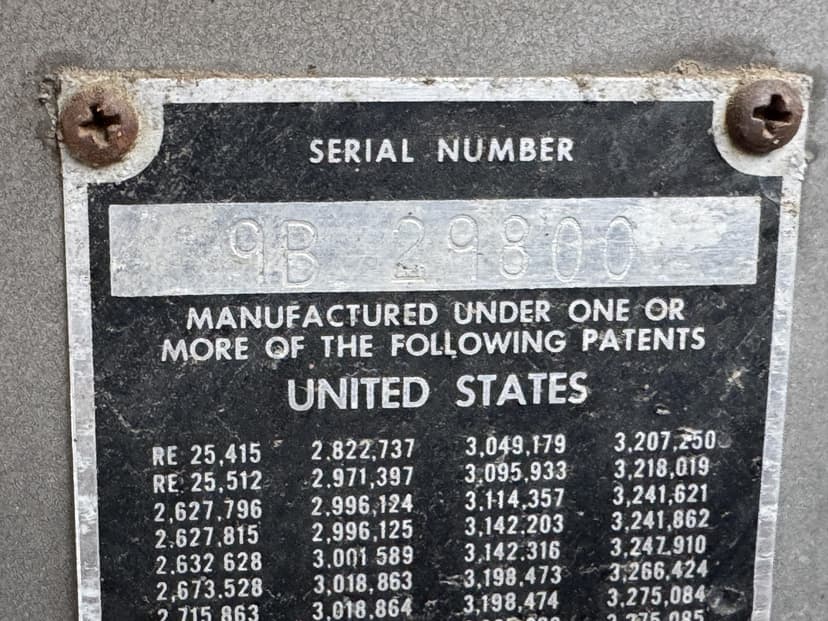 SERIAL NUMBER
9B 29800
MANUFACTURED UNDER ONE OR
MORE OF THE FOLLOWING PATENTS
UNITED STATES
RE 25,415 2.822,737 3,049,179 3,207,250
RE 25,512 2.971,397 3,095,933 3,218,019
2,627,796 2.996,124 3,114,357 3,241,621
2.627,815 2,996,125 3,142.203 3,241,862
2.632 628 3.001 589 3,142.316 3,247.910
2,673.528 3,018,863 3,198,473 3,266,424
2,715,863 3,018,864 3,198,474 3,275,084
3,275,085